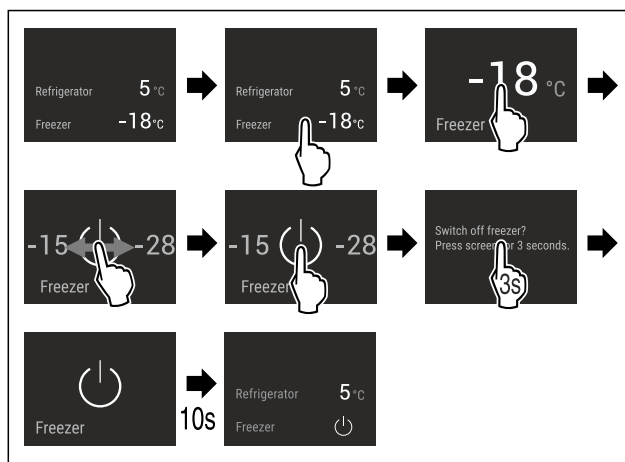 Refrigerator 5 °C
Freezer -18°C
Refrigerator 5 °C
Freezer -18°C
-18 °C
Freezer
-15 -28
Freezer
-15 -28
Freezer
Switch off freezer?
Press screen for 3 seconds.
3s
Freezer
10s
Refrigerator 5°C
Freezer